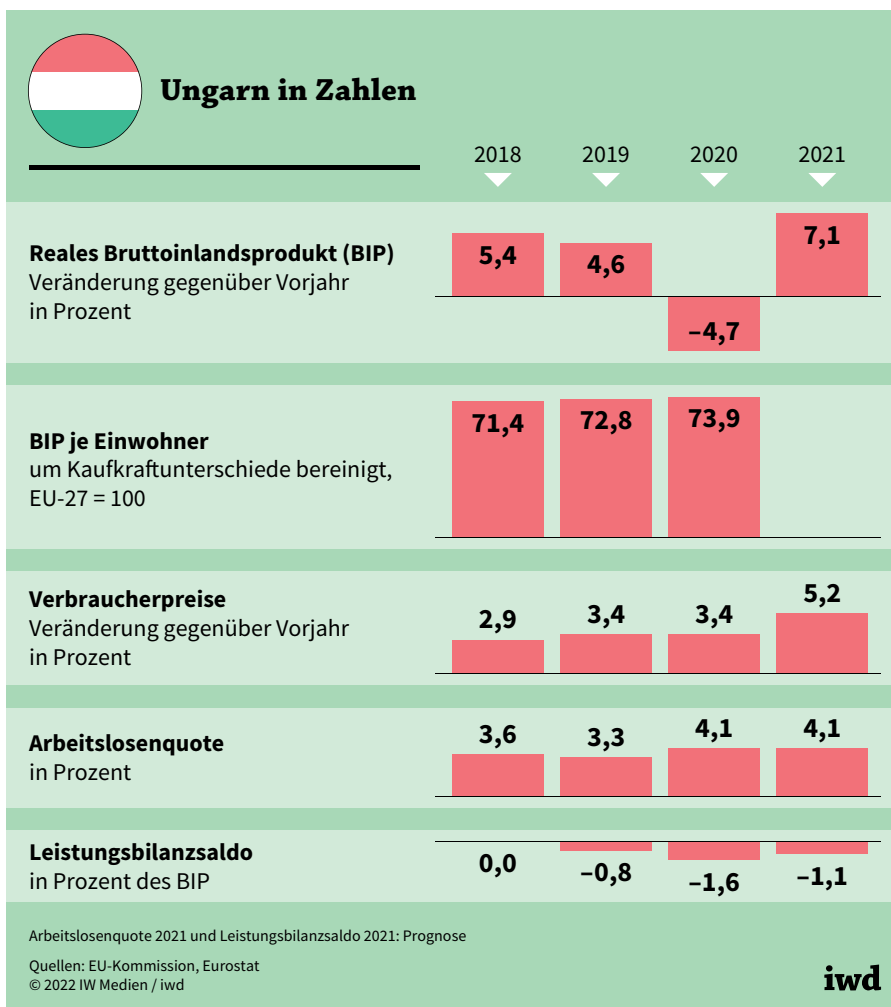 Ungarn in Zahlen
2018 2019 2020 2021
Reales Bruttoinlandsprodukt (BIP)
Veränderung gegenüber Vorjahr
in Prozent
5,4 4,6 –4,7 7,1
BIP je Einwohner
um Kaufkraftunterschiede bereinigt,
EU-27 = 100
71,4 72,8 73,9
Verbraucherpreise
Veränderung gegenüber Vorjahr
in Prozent
2,9 3,4 3,4 5,2
Arbeitslosenquote
in Prozent
3,6 3,3 4,1 4,1
Leistungsbilanzsaldo
in Prozent des BIP
0,0 –0,8 –1,6 –1,1
Arbeitslosenquote 2021 und Leistungsbilanzsaldo 2021: Prognose
Quellen: EU-Kommission, Eurostat
© 2022 IW Medien / iwd
iwd